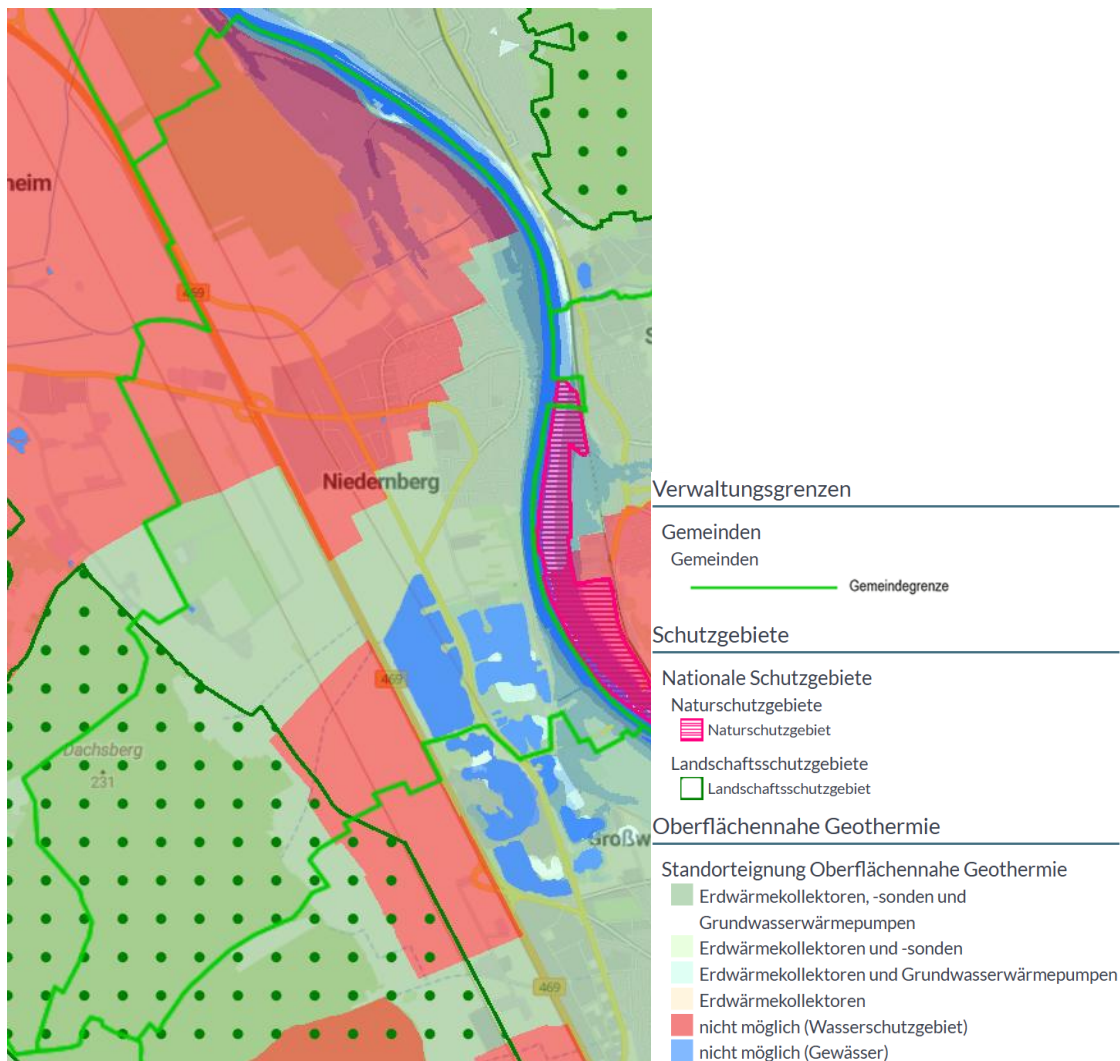 heim
469
Niedernberg
469
Dachsberg
231
Großw
469
Verwaltungsgrenzen
Gemeinden
Gemeinden
Gemeindegrenze
Schutzgebiete
Nationale Schutzgebiete
Naturschutzgebiete
Naturschutzgebiet
Landschaftsschutzgebiete
Landschaftsschutzgebiet
Oberflächennahe Geothermie
Standorteignung Oberflächennahe Geothermie
Erdwärmekollektoren, -sonden und
Grundwasserwärmepumpen
Erdwärmekollektoren und -sonden
Erdwärmekollektoren und Grundwasserwärmepumpen
Erdwärmekollektoren
nicht möglich (Wasserschutzgebiet)
nicht möglich (Gewässer)